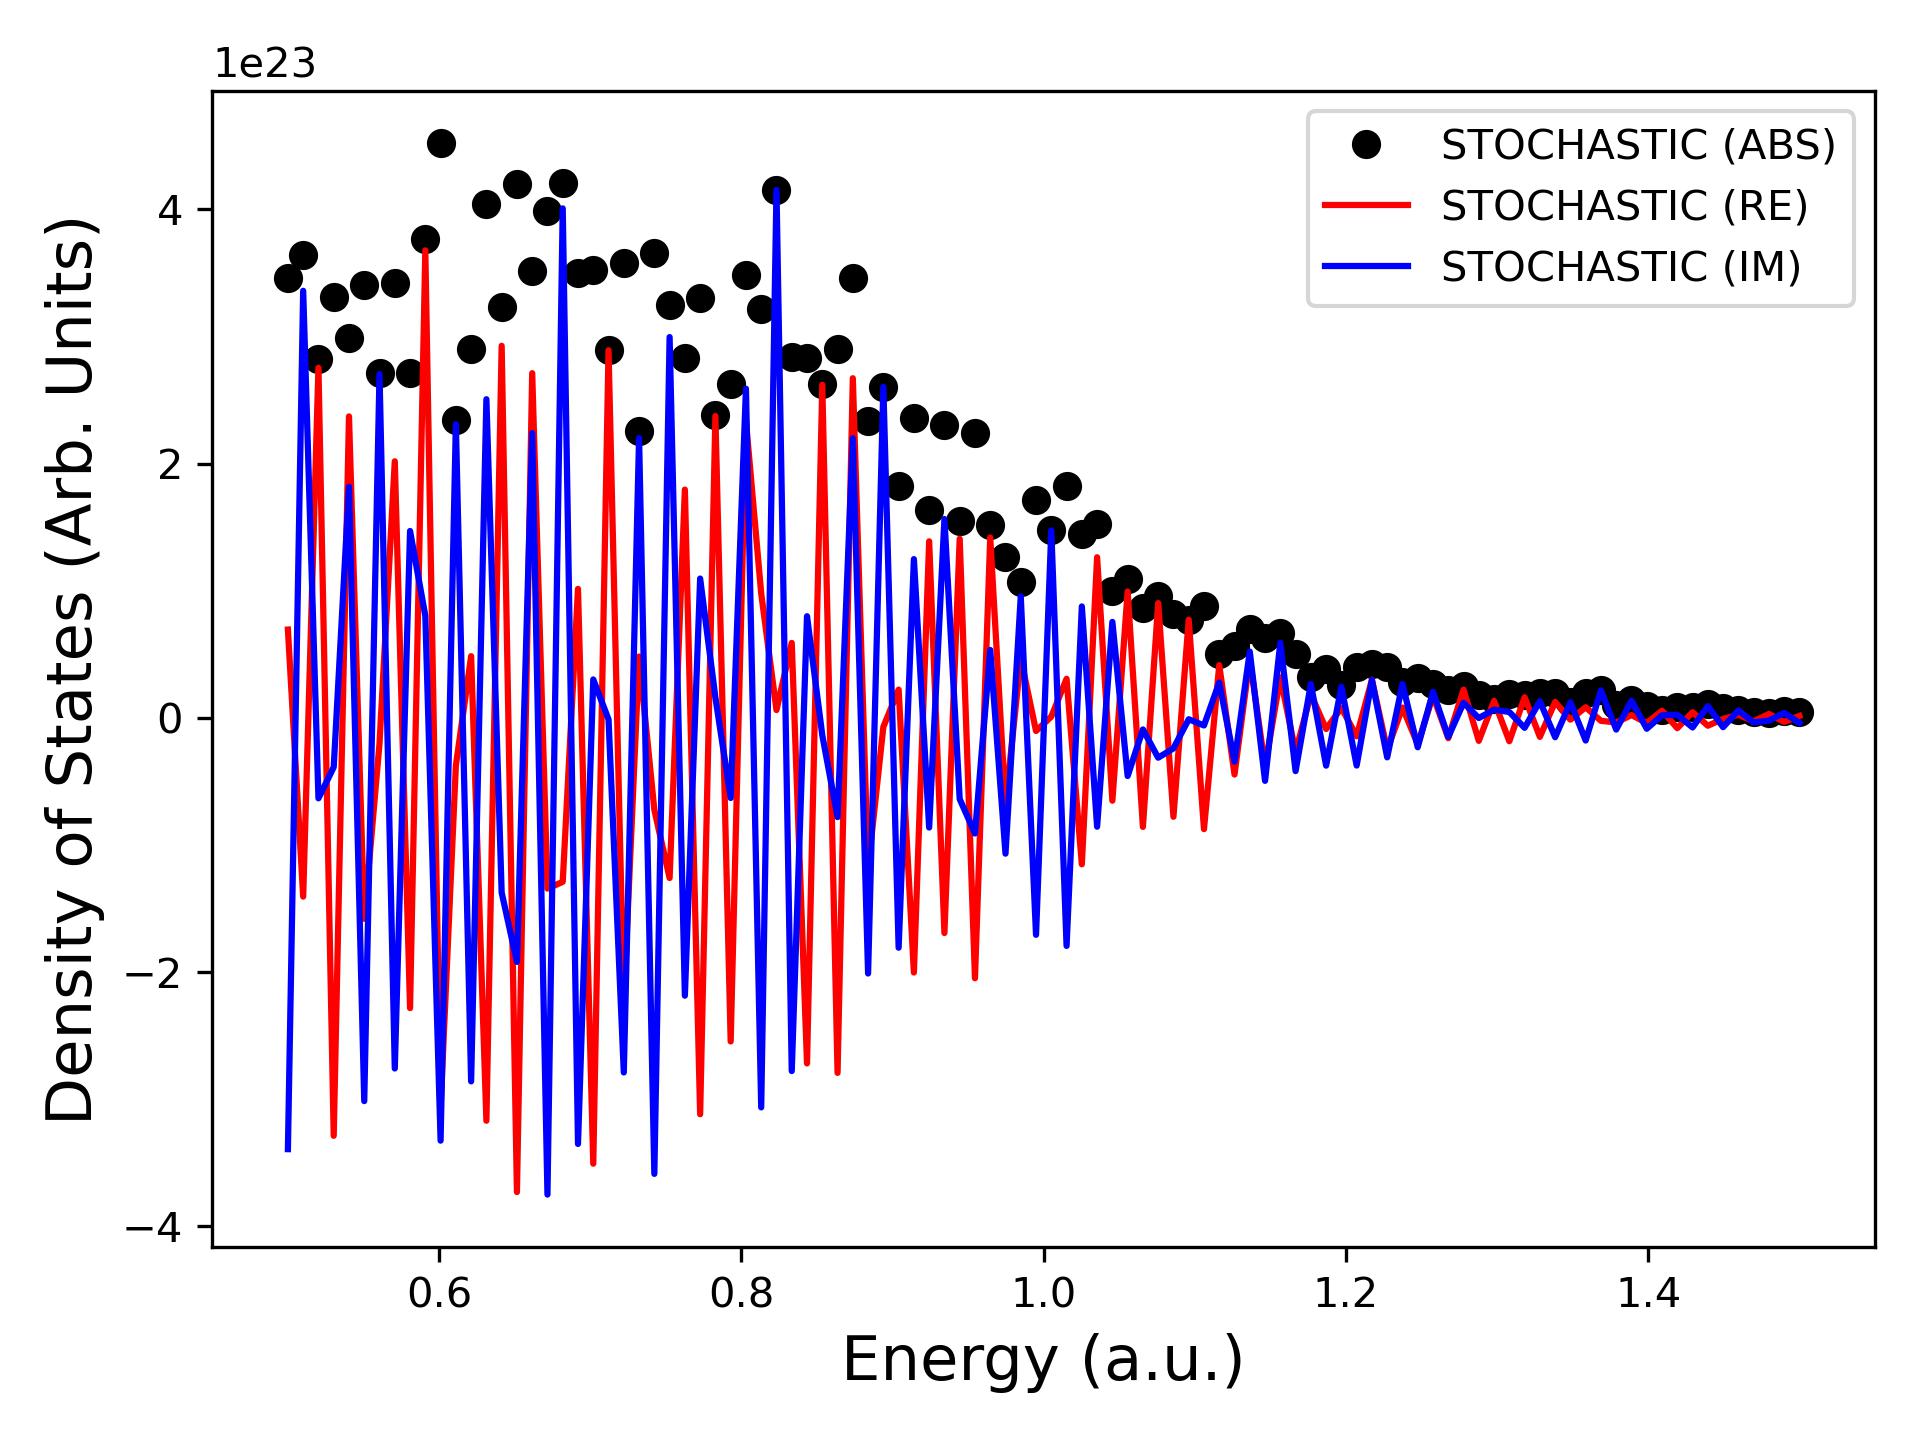 1e23
STOCHASTIC (ABS)
STOCHASTIC (RE)
STOCHASTIC (IM)
Density of States (Arb. Units)
4
2
0
−2
−4
0.6
0.8
1.0
1.2
1.4
Energy (a.u.)